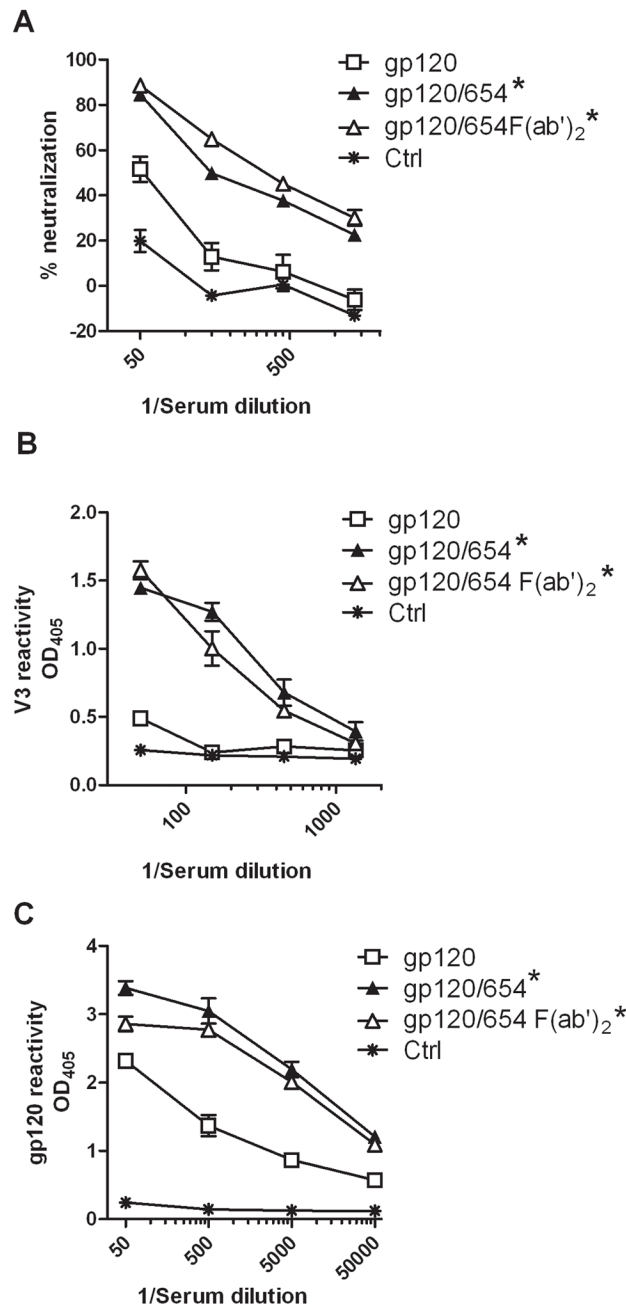 A
gp120
gp120/654*
gp120/654F(ab')2*
Ctrl
% neutralization
100
80
60
40
20
0
-20
50
500
1/Serum dilution
B
gp120
gp120/654*
gp120/654 F(ab')2*
Ctrl
V3 reactivity
OD405
2.0
1.5
1.0
0.5
0.0
100
1000
1/Serum dilution
C
gp120
gp120/654*
gp120/654 F(ab')2*
Ctrl
gp120 reactivity
OD405
4
3
2
1
0
50
500
5000
50000
1/Serum dilution